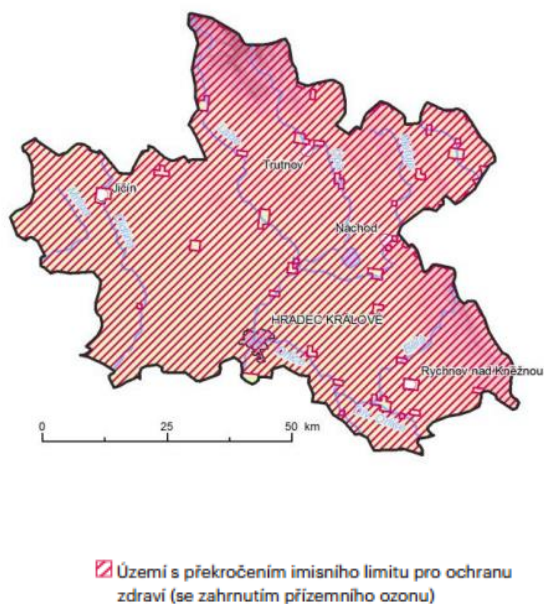 Trutnov
Jičín
Náchod
HRADEC KRÁLOVÉ
Rychnov nad Kněžnou
0 25 50 km
Území s překročením imisního limitu pro ochranu
zdraví (se zahrnutím přízemního ozonu)